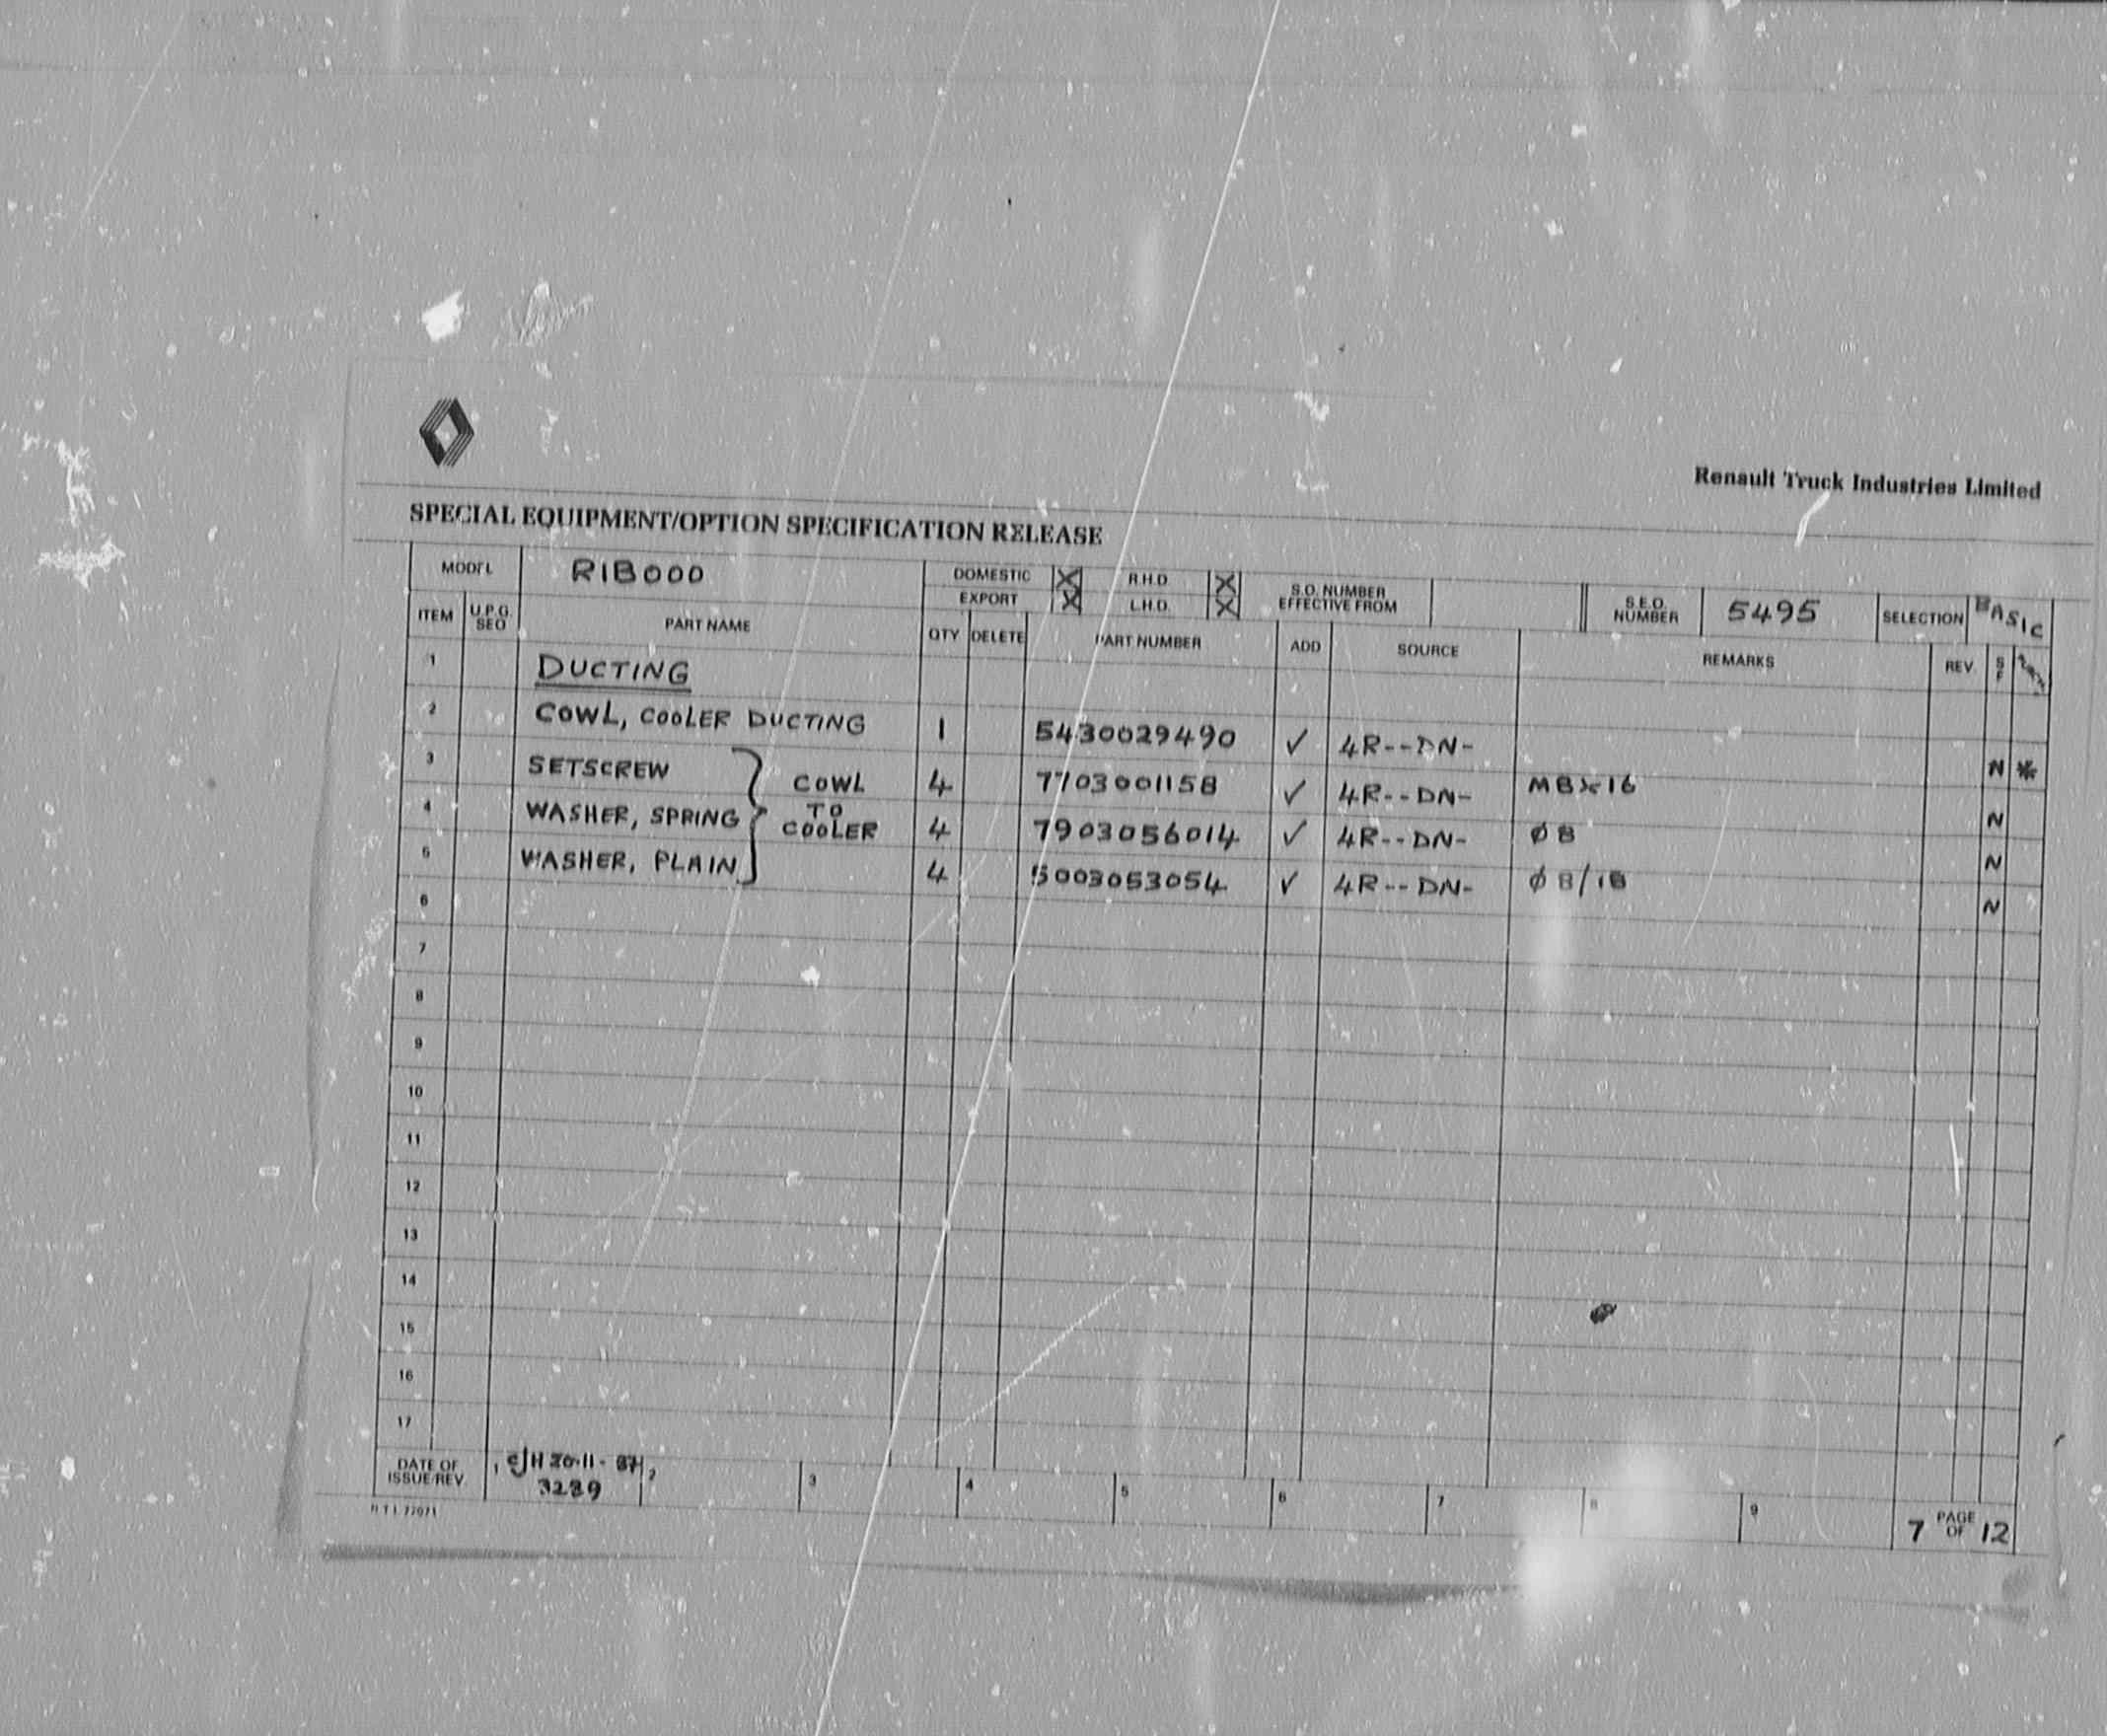 Renault Truck Industries Limited
SPECIAL EQUIPMENT/OPTION SPECIFICATION RELEASE
MODEL R1B000 DOMESTIC X R.H.D X S.O. NUMBER EFFECTIVE FROM S.E.O. NUMBER 5495 SELECTION BASIC
EXPORT X L.H.D. X
ITEM U.P.G. SEQ PART NAME QTY DELETE PART NUMBER ADD SOURCE REMARKS REV. S F
1 DUCTING
2 COWL, COOLER DUCTING 1 5430029490 ✓ 4R--DN- N *
3 SETSCREW } COWL TO COOLER 4 7703001158 ✓ 4R--DN- M8x16 N
4 WASHER, SPRING 4 7903056014 ✓ 4R--DN- ø 8 N
5 WASHER, PLAIN 4 5003053054 ✓ 4R--DN- ø 8/18 N
6
7
8
9
10
11
12
13
14
15
16
17
DATE OF ISSUE/REV. 1 CJH 20-11-87 2 3 4 5 6 7 8 9 7 PAGE OF 12
3289
R T I 72071